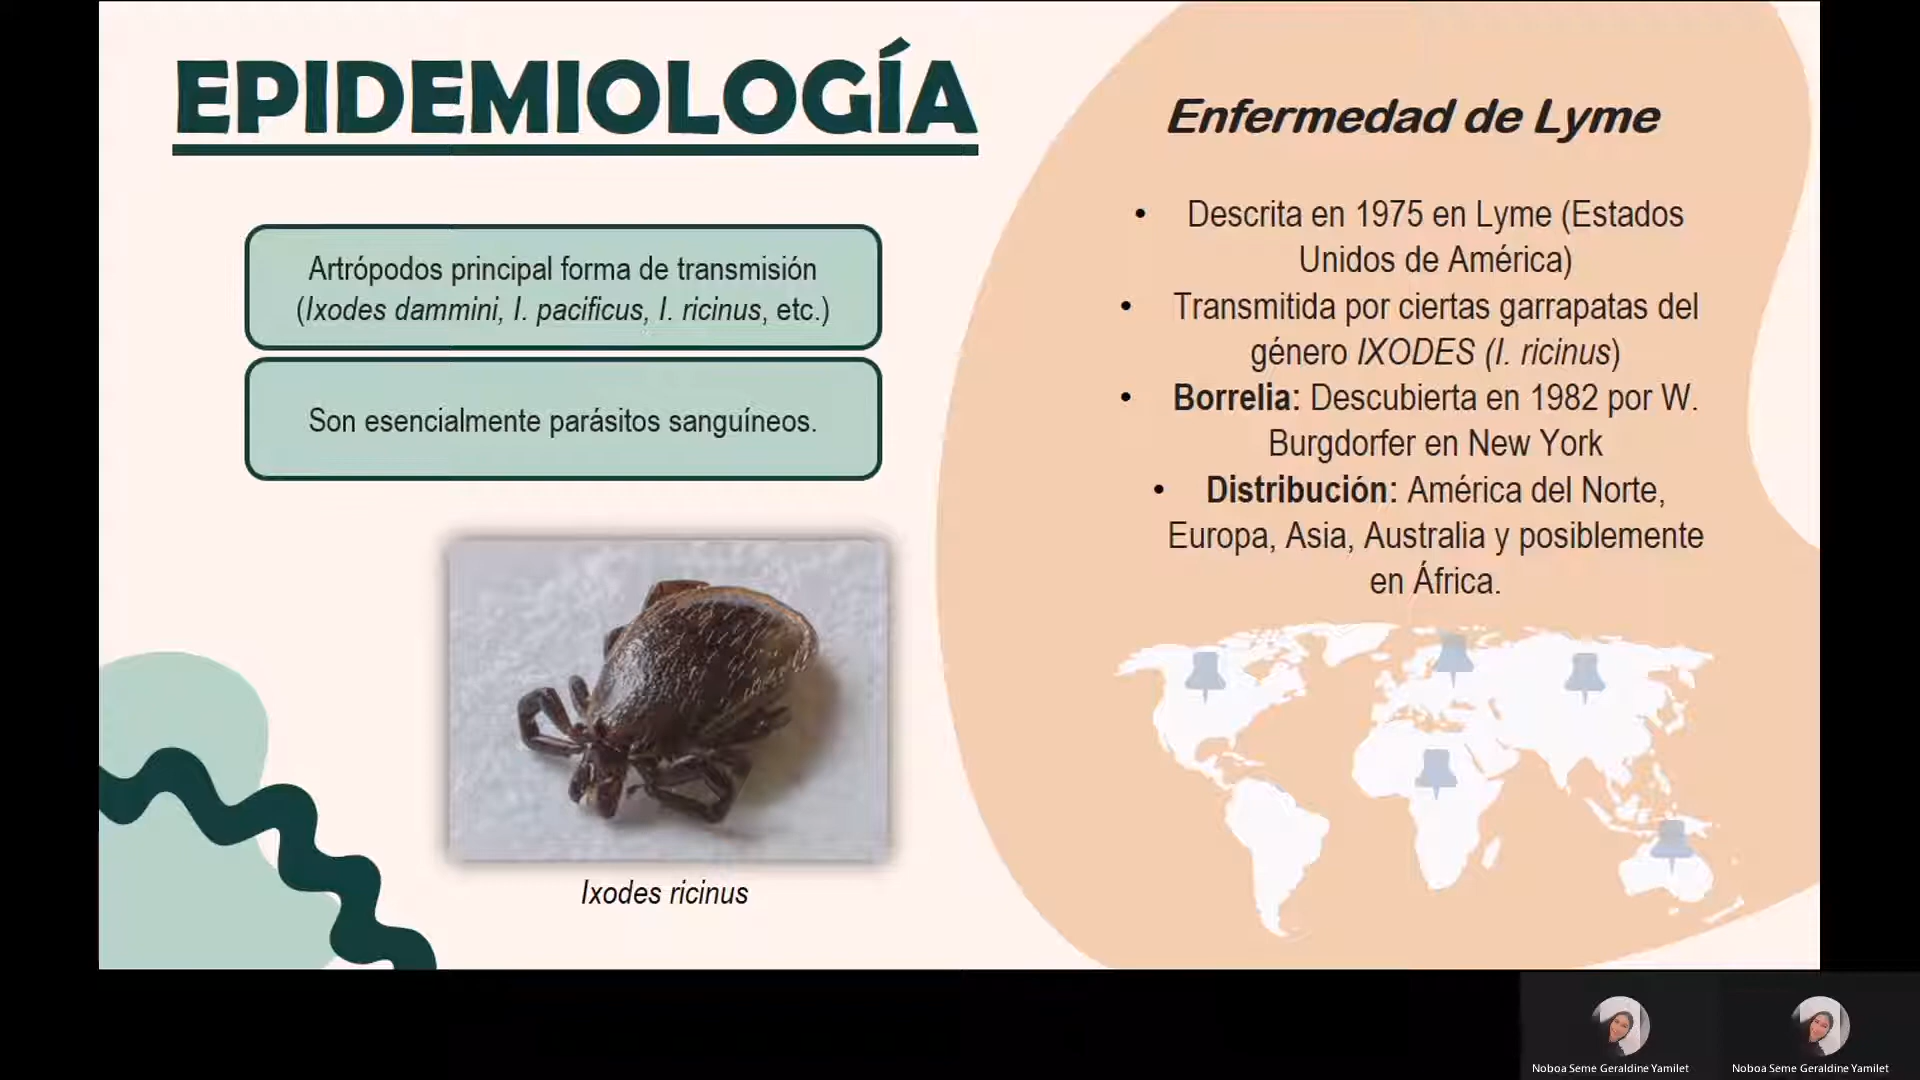 EPIDEMIOLOGÍA
Artrópodos principal forma de transmisión
(Ixodes dammini, I. pacificus, I. ricinus, etc.)
Son esencialmente parásitos sanguíneos.
Ixodes ricinus
Enfermedad de Lyme
• Descrita en 1975 en Lyme (Estados
Unidos de América)
• Transmitida por ciertas garrapatas del
género IXODES (I. ricinus)
• Borrelia: Descubierta en 1982 por W.
Burgdorfer en New York
• Distribución: América del Norte,
Europa, Asia, Australia y posiblemente
en África.
Noboa Seme Geraldine Yamilet
Noboa Seme Geraldine Yamilet